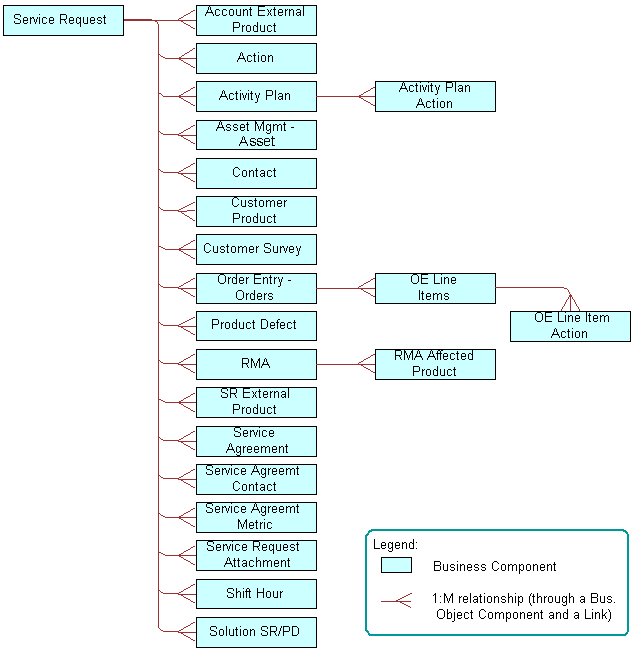 Service Request
Account External
Product
Action
Activity Plan
Activity Plan
Action
Asset Mgmt -
Asset
Contact
Customer
Product
Customer Survey
Order Entry -
Orders
OE Line
Items
OE Line Item
Action
Product Defect
RMA
RMA Affected
Product
SR External
Product
Service
Agreement
Service Agreemt
Contact
Service Agreemt
Metric
Service Request
Attachment
Shift Hour
Solution SR/PD
Legend:
Business Component
1:M relationship (through a Bus.
Object Component and a Link)